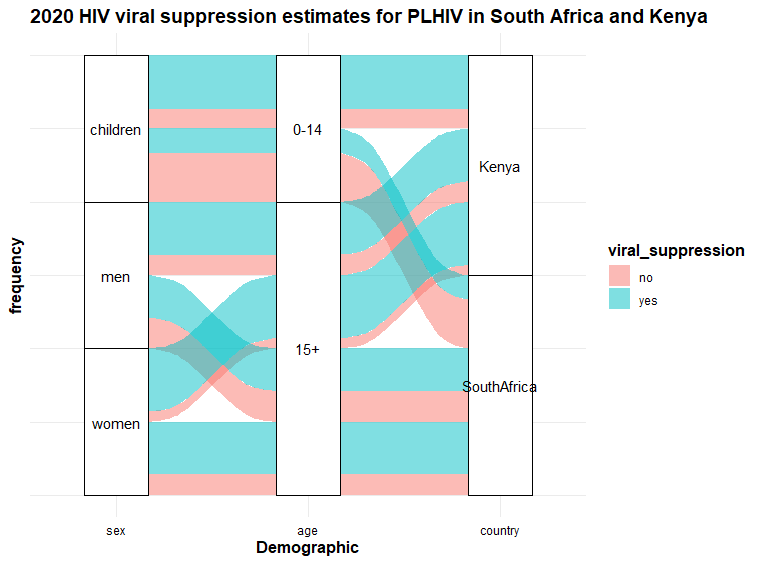 2020 HIV viral suppression estimates for PLHIV in South Africa and Kenya
children
0-14
Kenya
men
15+
SouthAfrica
women
frequency
viral_suppression
no
yes
sex
age
country
Demographic